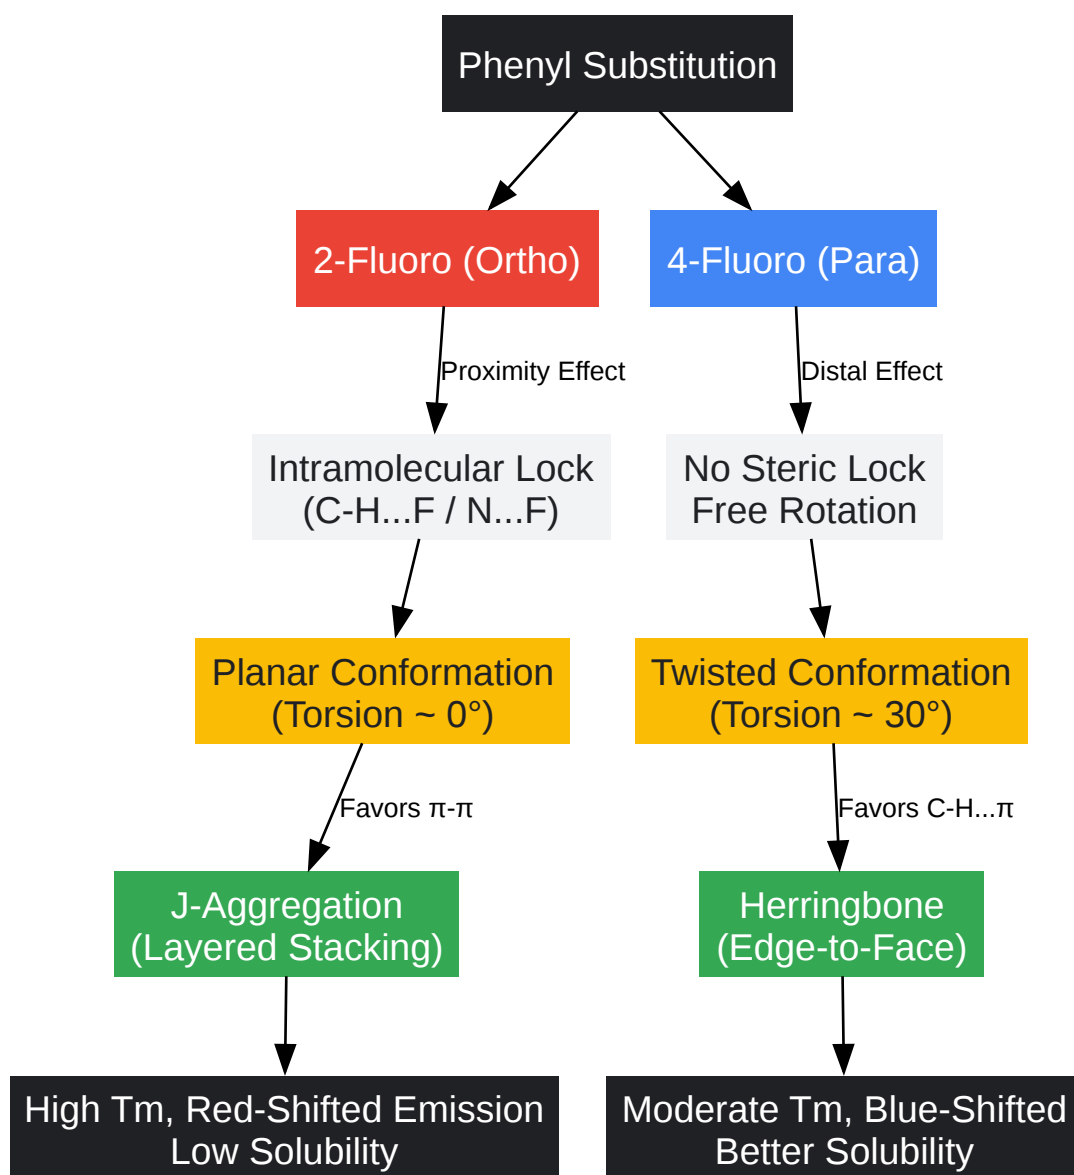 Phenyl Substitution
2-Fluoro (Ortho)
4-Fluoro (Para)
Proximity Effect
Distal Effect
Intramolecular Lock
(C-H...F / N...F)
No Steric Lock
Free Rotation
Planar Conformation
(Torsion ~ 0°)
Twisted Conformation
(Torsion ~ 30°)
Favors π-π
Favors C-H...π
J-Aggregation
(Layered Stacking)
Herringbone
(Edge-to-Face)
High Tm, Red-Shifted Emission
Low Solubility
Moderate Tm, Blue-Shifted
Better Solubility